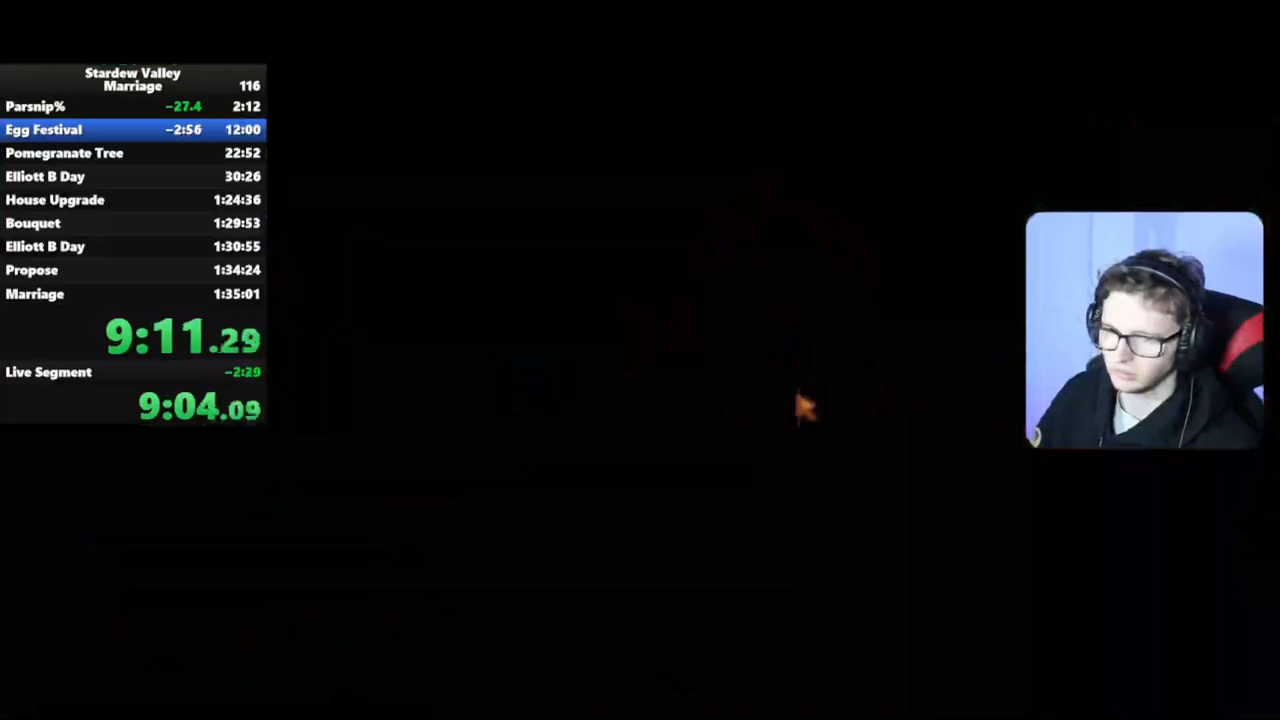 Stardew Valley
Marriage 116
Parsnip% −27.4 2:12
Egg Festival −2:56 12:00
Pomegranate Tree 22:52
Elliott B Day 30:26
House Upgrade 1:24:36
Bouquet 1:29:53
Elliott B Day 1:30:55
Propose 1:34:24
Marriage 1:35:01
9:11.29
Live Segment −2:29
9:04.09